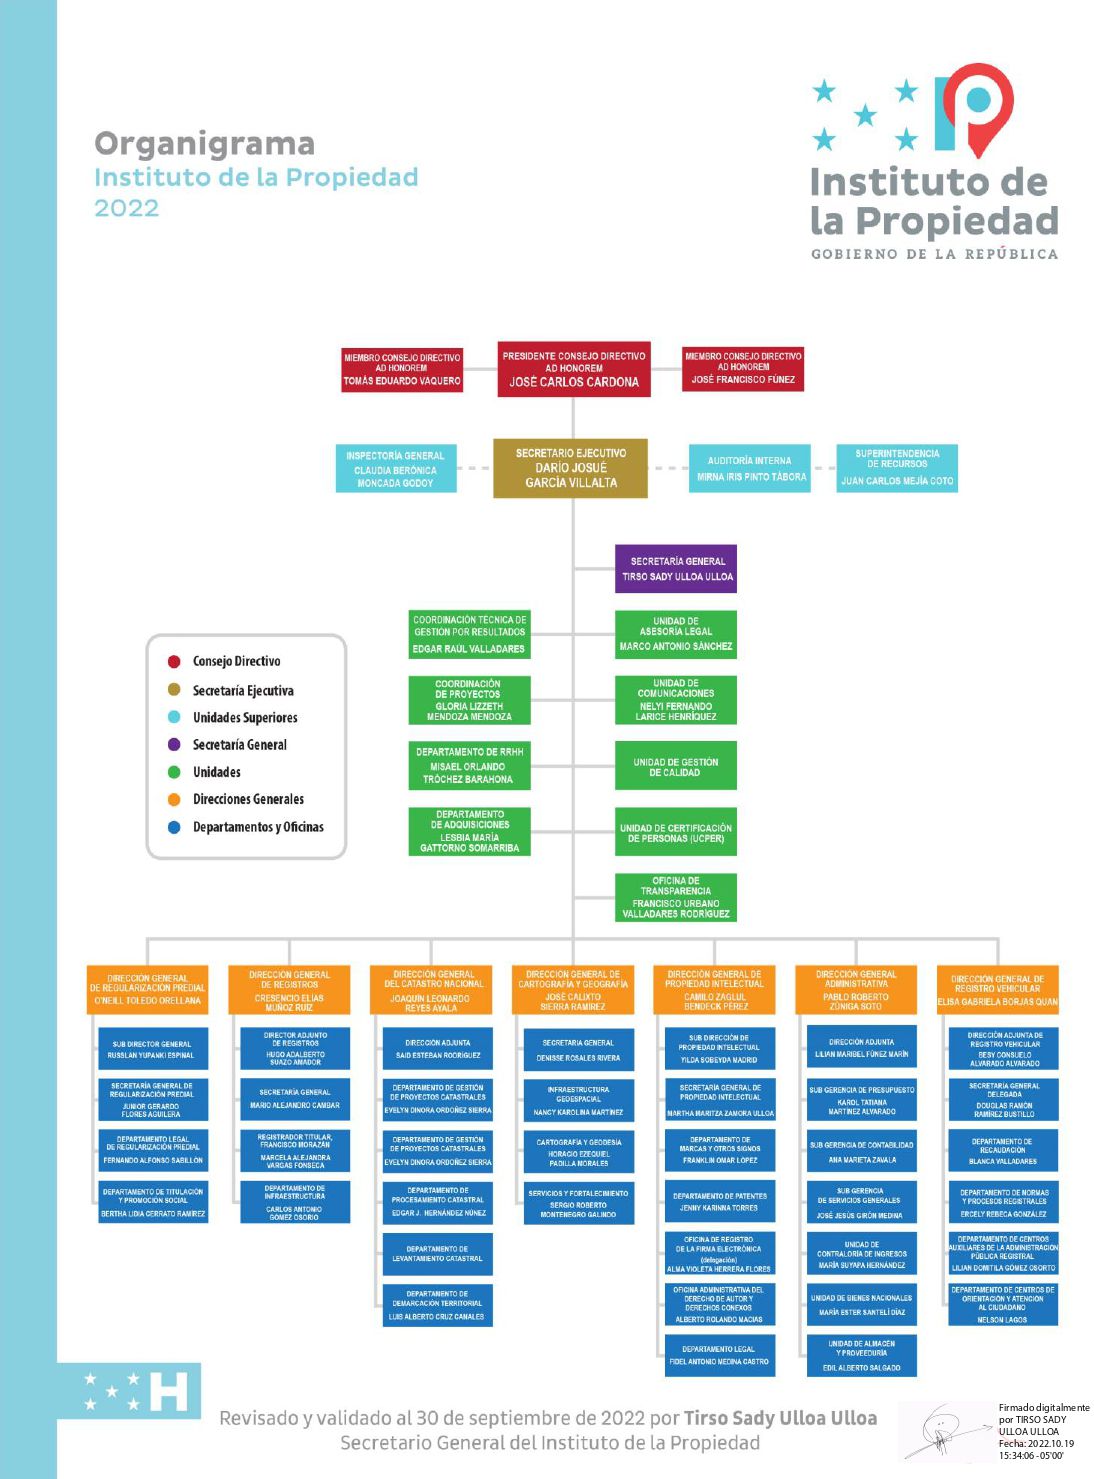 Organigrama
Instituto de la Propiedad
2022
Instituto de
la Propiedad
GOBIERNO DE LA REPÚBLICA
MIEMBRO CONSEJO DIRECTIVO
AD HONOREM
TOMÁS EDUARDO VAQUERO
PRESIDENTE CONSEJO DIRECTIVO
AD HONOREM
JOSÉ CARLOS CARDONA
MIEMBRO CONSEJO DIRECTIVO
AD HONOREM
JOSÉ FRANCISCO FÚNEZ
INSPECTORÍA GENERAL
CLAUDIA BERÓNICA
MONCADA GODOY
SECRETARIO EJECUTIVO
DARÍO JOSUÉ
GARCÍA VILLALTA
AUDITORÍA INTERNA
MIRNA IRIS PINTO TÁBORA
SUPERINTENDENCIA
DE RECURSOS
JUAN CARLOS MEJÍA COTO
SECRETARÍA GENERAL
TIRSO SADY ULLOA ULLOA
COORDINACIÓN TÉCNICA DE
GESTIÓN POR RESULTADOS
EDGAR RAÚL VALLADARES
UNIDAD DE
ASESORÍA LEGAL
MARCO ANTONIO SÁNCHEZ
COORDINACIÓN
DE PROYECTOS
GLORIA LIZZETH
MENDOZA MENDOZA
UNIDAD DE
COMUNICACIONES
NELYI FERNANDO
LARICE HENRÍQUEZ
DEPARTAMENTO DE RRHH
MISAEL ORLANDO
TRÓCHEZ BARAHONA
UNIDAD DE GESTIÓN
DE CALIDAD
DEPARTAMENTO
DE ADQUISICIONES
LESBIA MARÍA
GATTORNO SOMARRIBA
UNIDAD DE CERTIFICACIÓN
DE PERSONAS (UCPER)
OFICINA DE
TRANSPARENCIA
FRANCISCO URBANO
VALLADARES RODRÍGUEZ
Consejo Directivo
Secretaría Ejecutiva
Unidades Superiores
Secretaría General
Unidades
Direcciones Generales
Departamentos y Oficinas
DIRECCIÓN GENERAL
DE REGULARIZACIÓN PREDIAL
O'NEILL TOLEDO ORELLANA
SUB DIRECTOR GENERAL
RUSSLAN YUPANKI ESPINAL
SECRETARÍA GENERAL DE
REGULARIZACIÓN PREDIAL
JUNIOR GERARDO
FLORES AGUILERA
DEPARTAMENTO LEGAL
DE REGULARIZACIÓN PREDIAL
FERNANDO ALFONSO SABILLON
DEPARTAMENTO DE TITULACIÓN
Y PROMOCIÓN SOCIAL
BERTHA LIDIA CERRATO RAMIREZ
DIRECCIÓN GENERAL
DE REGISTROS
CRESENCIO ELÍAS
MUÑOZ RUIZ
DIRECTOR ADJUNTO
DE REGISTROS
HUGO ADALBERTO
SUAZO AMADOR
SECRETARÍA GENERAL
MARIO ALEJANDRO CAMBAR
REGISTRADOR TITULAR,
FRANCISCO MORAZÁN
MARCELA ALEJANDRA
VARGAS FONSECA
DEPARTAMENTO DE
INFRAESTRUCTURA
CARLOS ANTONIO
GÓMEZ OSORIO
DIRECCIÓN GENERAL
DEL CATASTRO NACIONAL
JOAQUÍN LEONARDO
REYES AYALA
DIRECCIÓN ADJUNTA
SAID ESTEBAN RODRÍGUEZ
DEPARTAMENTO DE GESTIÓN
DE PROYECTOS CATASTRALES
EVELYN DINORA ORDOÑEZ SIERRA
DEPARTAMENTO DE GESTIÓN
DE PROYECTOS CATASTRALES
EVELYN DINORA ORDOÑEZ SIERRA
DEPARTAMENTO DE
PROCESAMIENTO CATASTRAL
EDGAR J. HERNÁNDEZ NÚNEZ
DEPARTAMENTO DE
LEVANTAMIENTO CATASTRAL
DEPARTAMENTO DE
DEMARCACIÓN TERRITORIAL
LUIS ALBERTO CRUZ CANALES
DIRECCIÓN GENERAL DE
CARTOGRAFÍA Y GEOGRAFÍA
JOSÉ CALIXTO
SIERRA RAMÍREZ
SECRETARIA GENERAL
DENISSE ROSALES RIVERA
INFRAESTRUCTURA
GEOESPACIAL
NANCY KAROLINA MARTÍNEZ
CARTOGRAFÍA Y GEODESÍA
HORACIO EZEQUIEL
PADILLA MORALES
SERVICIOS Y FORTALECIMIENTO
SERGIO ROBERTO
MONTENEGRO GALINDO
DIRECCIÓN GENERAL DE
PROPIEDAD INTELECTUAL
CAMILO ZAGLUL
BENDECK PÉREZ
SUB DIRECCIÓN DE
PROPIEDAD INTELECTUAL
YILDA SOBEYDA MADRID
SECRETARÍA GENERAL DE
PROPIEDAD INTELECTUAL
MARTHA MARITZA ZAMORA ULLOA
DEPARTAMENTO DE
MARCAS Y OTROS SIGNOS
FRANKLIN OMAR LÓPEZ
DEPARTAMENTO DE PATENTES
JENNY KARINNA TORRES
OFICINA DE REGISTRO
DE LA FIRMA ELECTRÓNICA
(delegación)
ALMA VIOLETA HERRERA FLORES
OFICINA ADMINISTRATIVA DEL
DERECHO DE AUTOR Y
DERECHOS CONEXOS
ALBERTO ROLANDO MACIAS
DEPARTAMENTO LEGAL
FIDEL ANTONIO MEDINA CASTRO
DIRECCIÓN GENERAL
ADMINISTRATIVA
PABLO ROBERTO
ZÚNIGA SOTO
DIRECCIÓN ADJUNTA
LILIAN MARIBEL FÚNEZ MARÍN
SUB GERENCIA DE PRESUPUESTO
KAROL TATIANA
MARTÍNEZ ALVARADO
SUB GERENCIA DE CONTABILIDAD
ANA MARIETA ZAVALA
SUB GERENCIA
DE SERVICIOS GENERALES
JOSÉ JESÚS GIRÓN MEDINA
UNIDAD DE
CONTRALORÍA DE INGRESOS
MARÍA SUYAPA HERNÁNDEZ
UNIDAD DE BIENES NACIONALES
MARÍA ESTER SANTELÍ DÍAZ
UNIDAD DE ALMACÉN
Y PROVEEDURÍA
EDIL ALBERTO SALGADO
DIRECCIÓN GENERAL DE
REGISTRO VEHICULAR
ELISA GABRIELA BORJAS QUAN
DIRECCIÓN ADJUNTA DE
REGISTRO VEHICULAR
BESY CONSUELO
ALVARADO ALVARADO
SECRETARÍA GENERAL
DELEGADA
DOUGLAS RAMÓN
RAMÍREZ BUSTILLO
DEPARTAMENTO DE
RECAUDACIÓN
BLANCA VALLADARES
DEPARTAMENTO DE NORMAS
Y PROCESOS REGISTRALES
ERCELY REBECA GONZÁLEZ
DEPARTAMENTO DE CENTROS
AUXILIARES DE LA ADMINISTRACIÓN
PÚBLICA REGISTRAL
LILIAN DOMITILA GÓMEZ OSORTO
DEPARTAMENTO DE CENTROS DE
ORIENTACIÓN Y ATENCIÓN
AL CIUDADANO
NELSON LAGOS
H
Revisado y validado al 30 de septiembre de 2022 por Tirso Sady Ulloa Ulloa
Secretario General del Instituto de la Propiedad
Firmado digitalmente
por TIRSO SADY
ULLOA ULLOA
Fecha: 2022.10.19
15:34:06 -05'00'